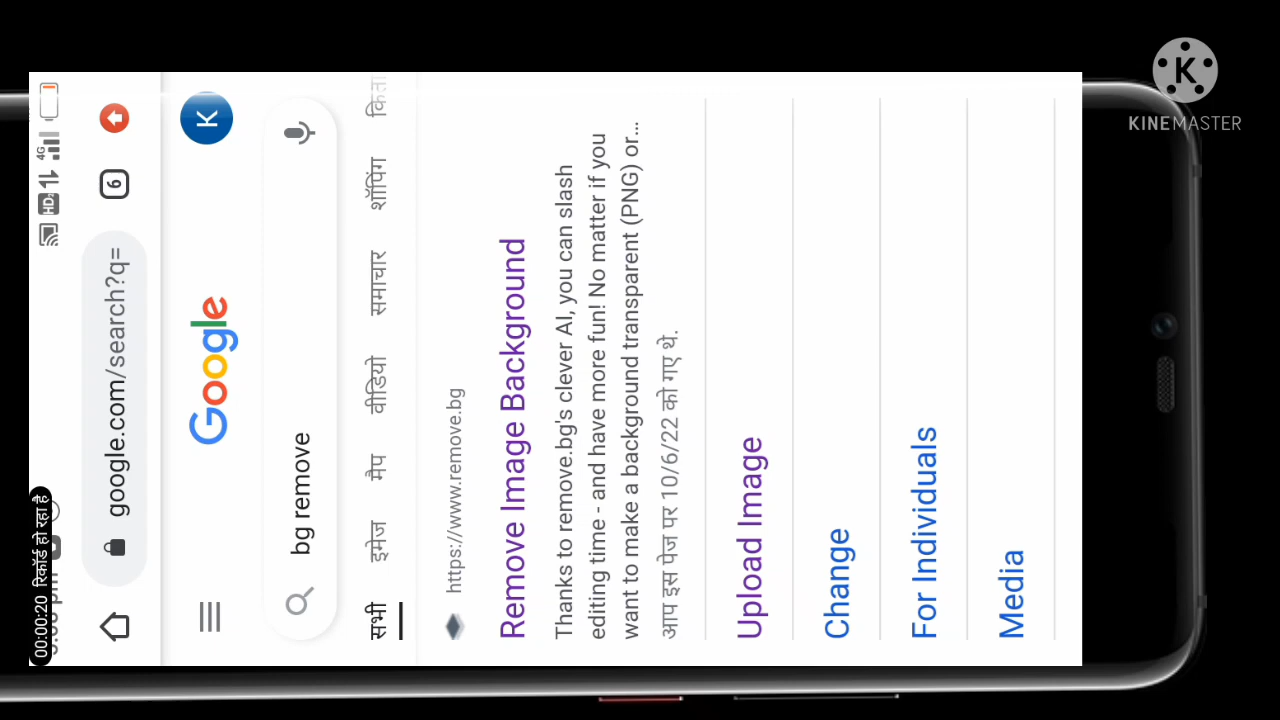 00:00:20 रिकॉर्ड हो रहा है
HD2 4G
google.com/search?q=
6
Google
K
bg remove
सभी इमेज मैप वीडियो समाचार शॉपिंग
https://www.remove.bg
Remove Image Background
Thanks to remove.bg's clever AI, you can slash
editing time - and have more fun! No matter if you
want to make a background transparent (PNG) or...
आप इस पेज पर 10/6/22 को गए थे.
Upload Image
Change
For Individuals
Media
K
KINEMASTER